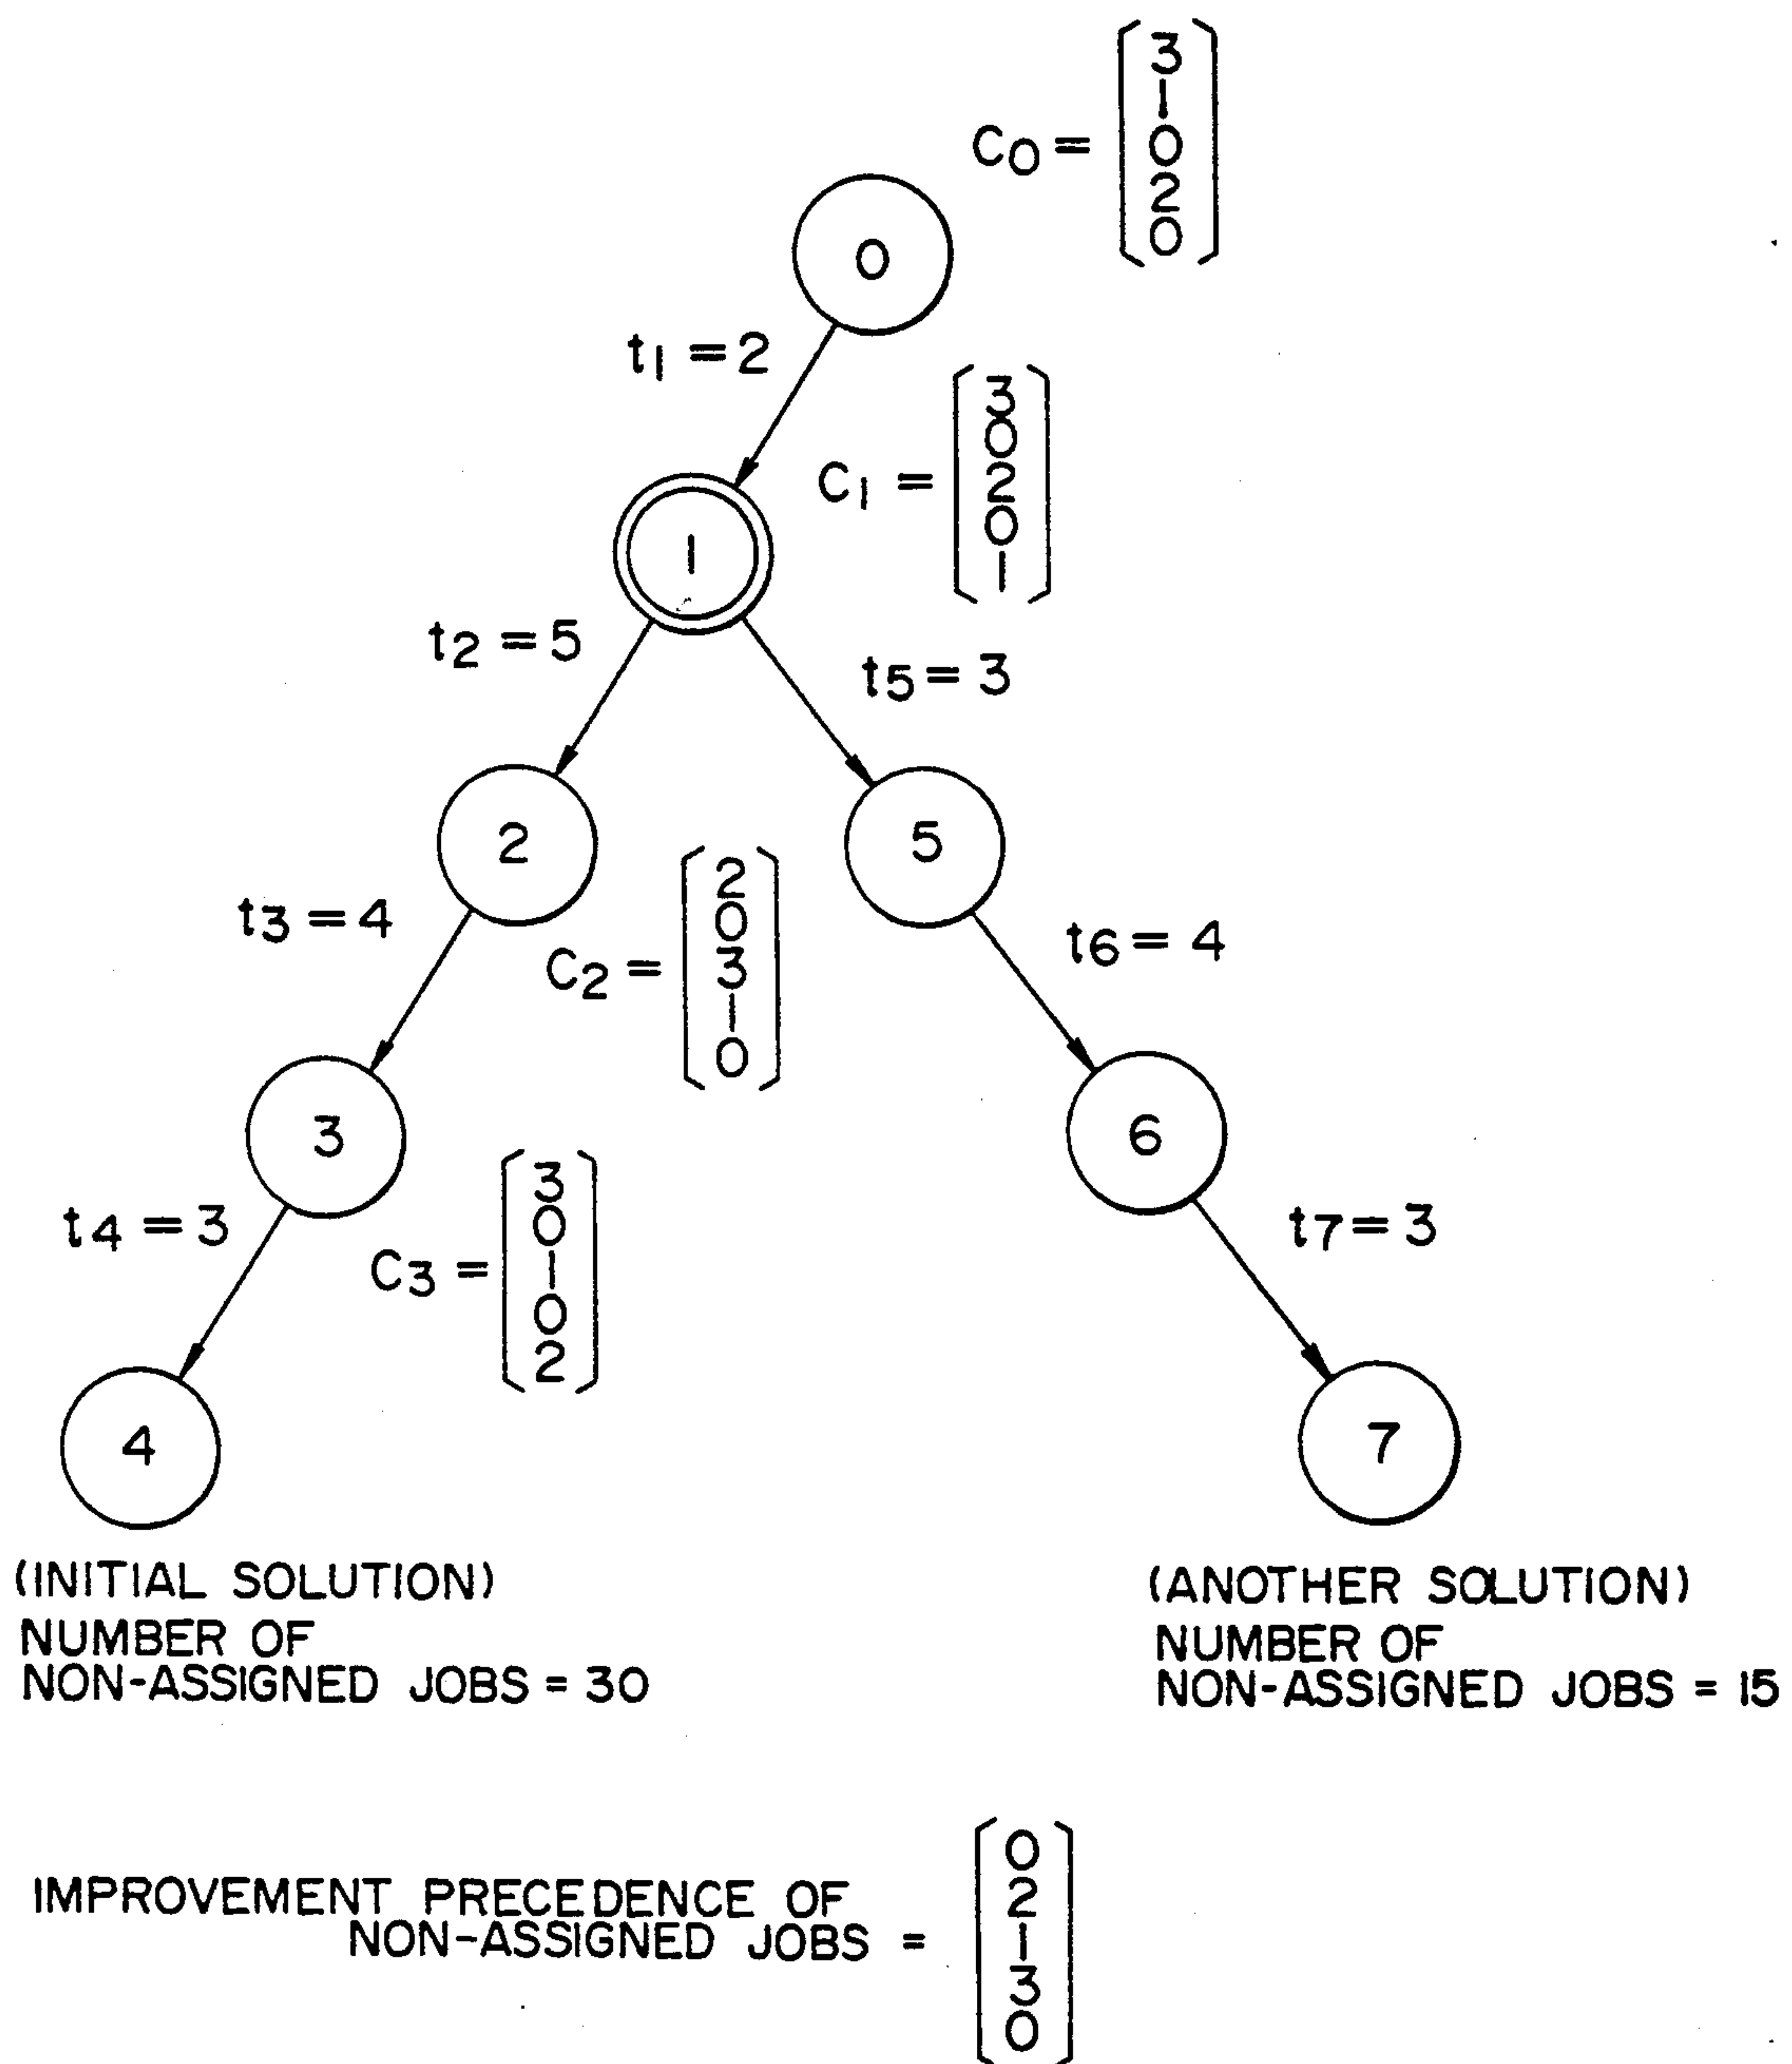 C0 =
3
1
0
2
0
0
t1 = 2
C1 =
3
0
2
0
1
1
t2 = 5
t5 = 3
2
5
t3 = 4
C2 =
2
0
3
1
0
t6 = 4
3
6
t4 = 3
C3 =
3
0
1
0
2
t7 = 3
4
7
(INITIAL SOLUTION)
NUMBER OF
NON-ASSIGNED JOBS = 30
(ANOTHER SOLUTION)
NUMBER OF
NON-ASSIGNED JOBS = 15
IMPROVEMENT PRECEDENCE OF
NON-ASSIGNED JOBS =
0
2
1
3
0